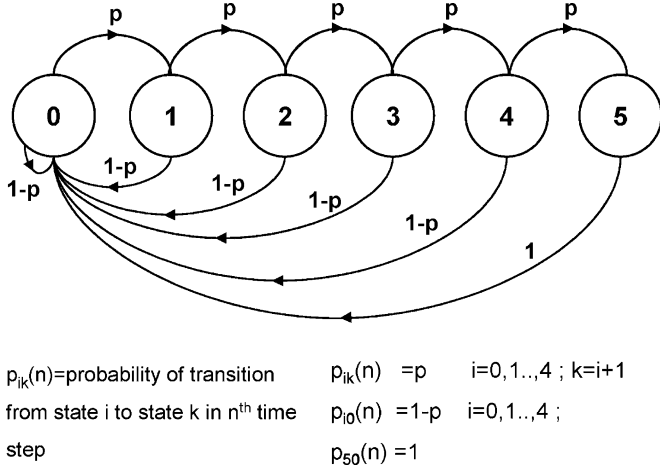 p p p p p
0 1 2 3 4 5
1-p 1-p 1-p 1-p 1-p 1
p_ik(n)=probability of transition
from state i to state k in n^th time
step
p_ik(n) =p i=0,1..,4 ; k=i+1
p_i0(n) =1-p i=0,1..,4 ;
p_50(n) =1